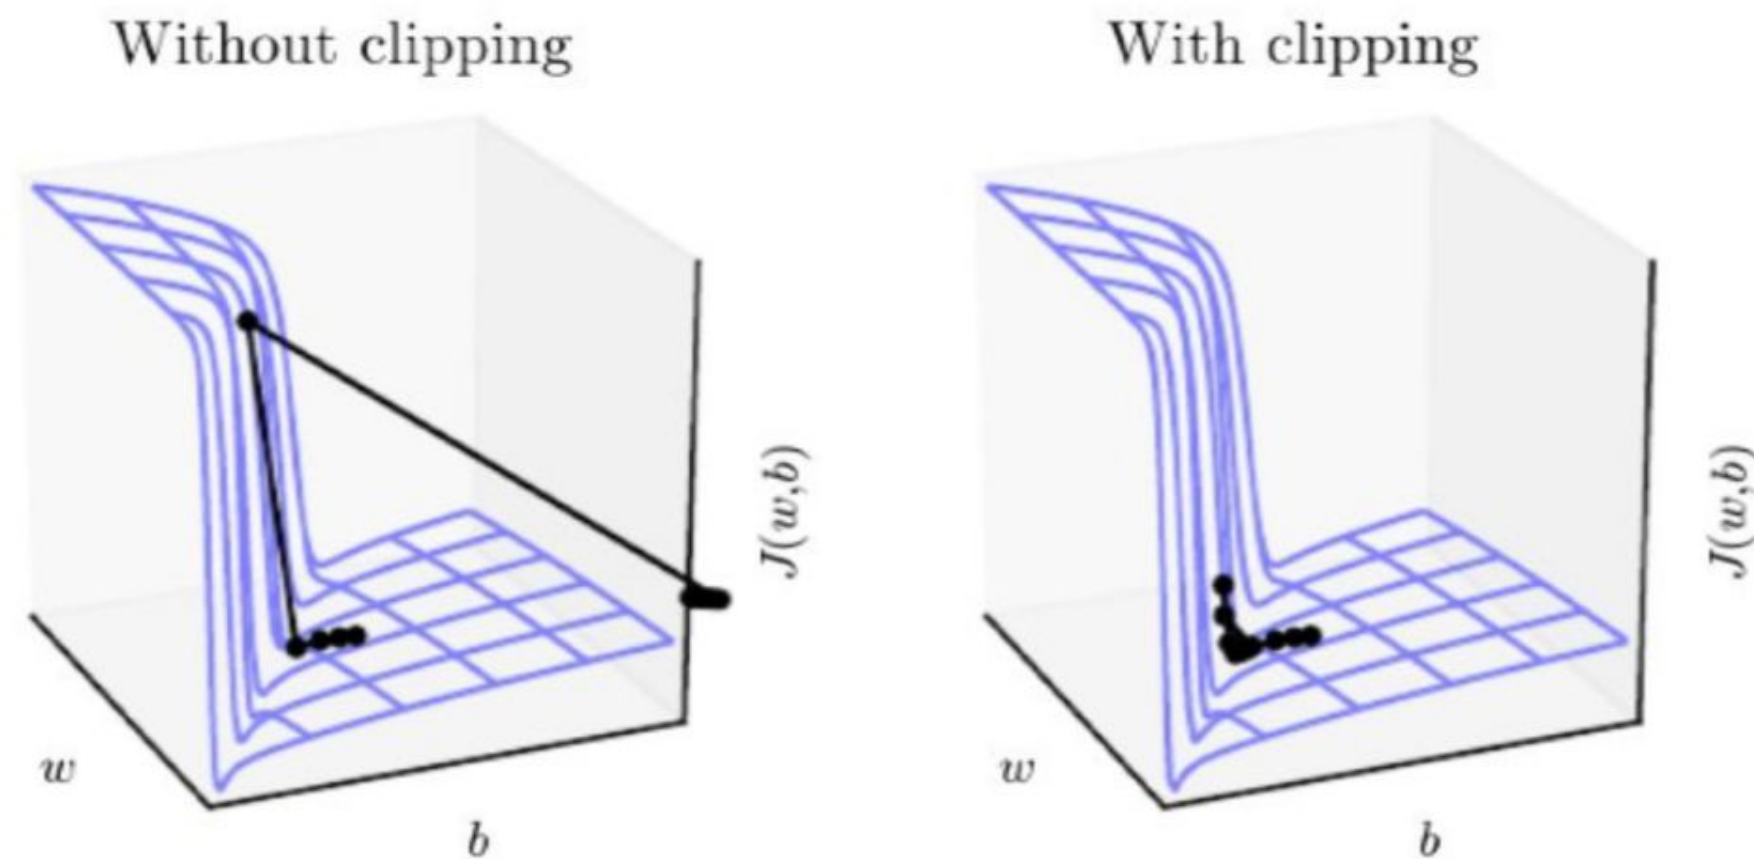 Without clipping
With clipping
J(w,b)
J(w,b)
w
w
b
b